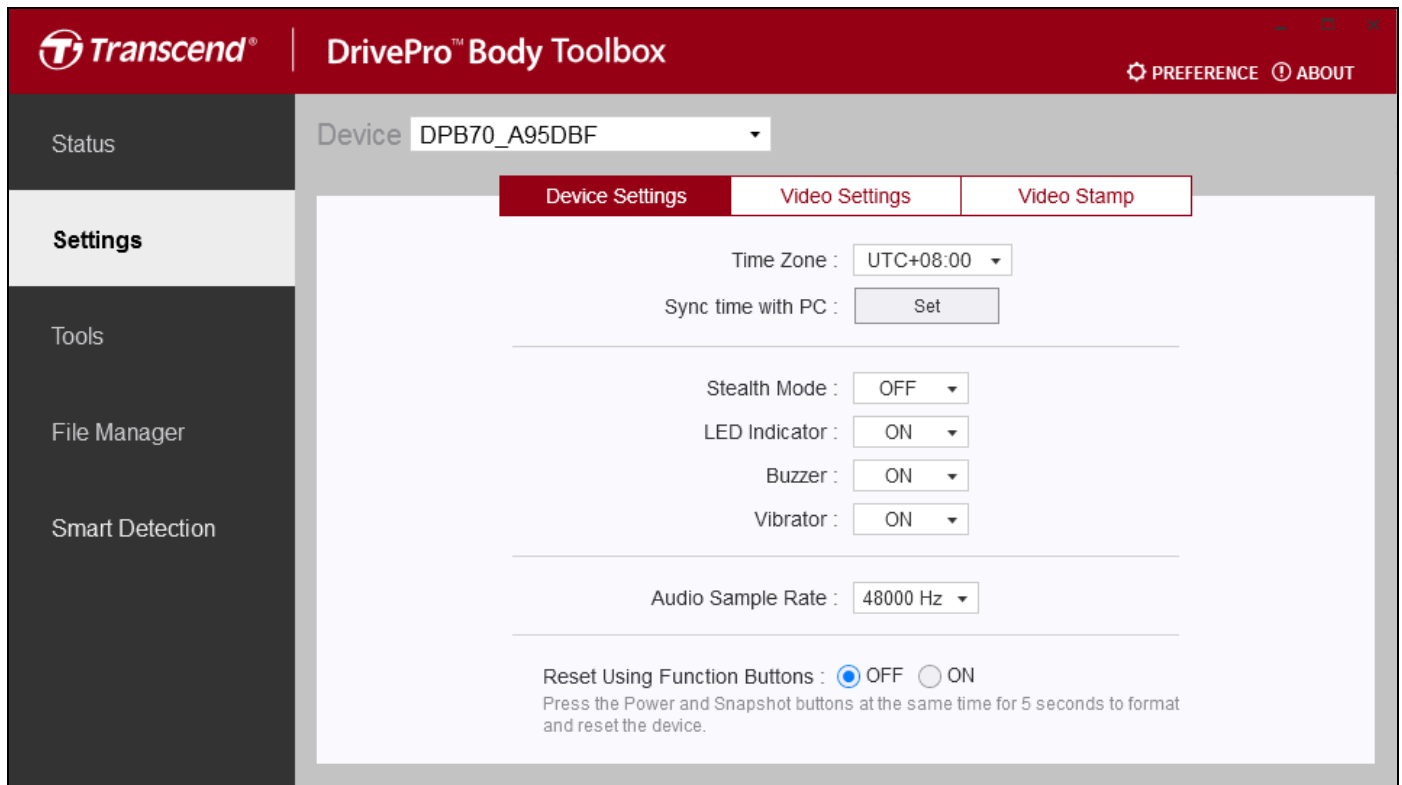 Transcend® DrivePro™ Body Toolbox
PREFERENCE ABOUT
Status
Settings
Tools
File Manager
Smart Detection
Device DPB70_A95DBF
Device Settings Video Settings Video Stamp
Time Zone : UTC+08:00
Sync time with PC : Set
Stealth Mode : OFF
LED Indicator : ON
Buzzer : ON
Vibrator : ON
Audio Sample Rate : 48000 Hz
Reset Using Function Buttons : OFF ON
Press the Power and Snapshot buttons at the same time for 5 seconds to format
and reset the device.